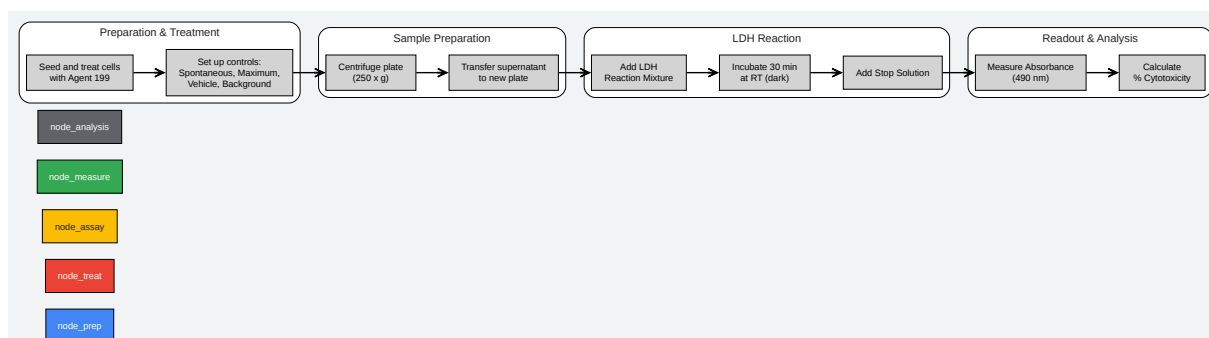 Preparation & Treatment
Seed and treat cells
with Agent 199
Set up controls:
Spontaneous, Maximum,
Vehicle, Background
Sample Preparation
Centrifuge plate
(250 x g)
Transfer supernatant
to new plate
LDH Reaction
Add LDH
Reaction Mixture
Incubate 30 min
at RT (dark)
Add Stop Solution
Readout & Analysis
Measure Absorbance
(490 nm)
Calculate
% Cytotoxicity
node_analysis
node_measure
node_assay
node_treat
node_prep